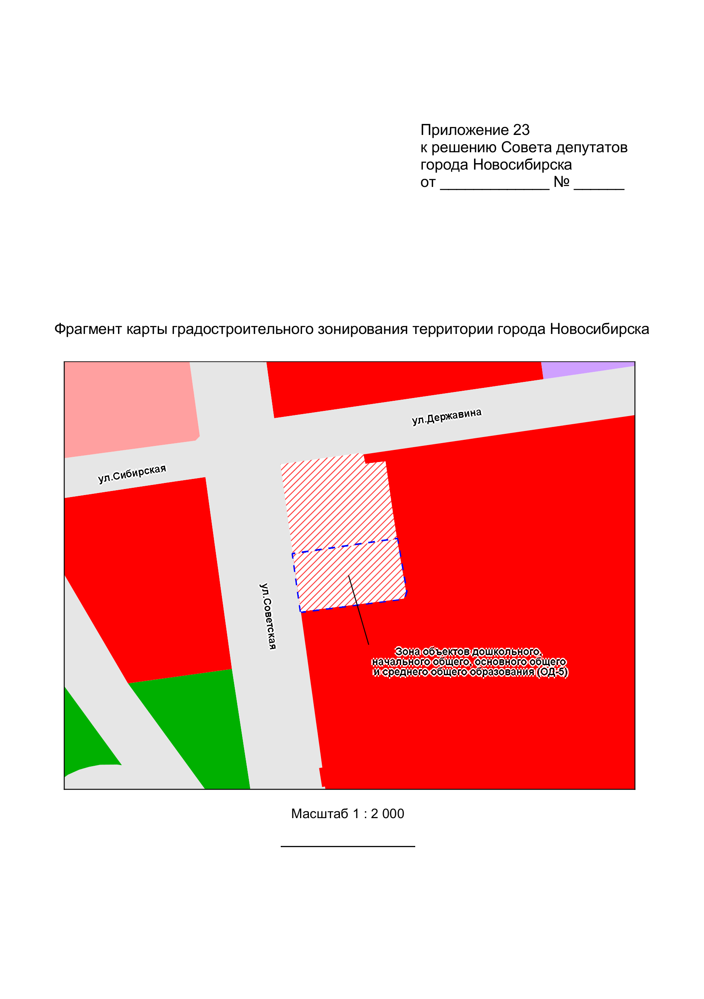 Приложение 23
к решению Совета депутатов
города Новосибирска
от _____________ № ______
Фрагмент карты градостроительного зонирования территории города Новосибирска
ул.Державина
ул.Сибирская
ул.Советская
Зона объектов дошкольного,
начального общего, основного общего
и среднего общего образования (ОД-5)
Масштаб 1 : 2 000